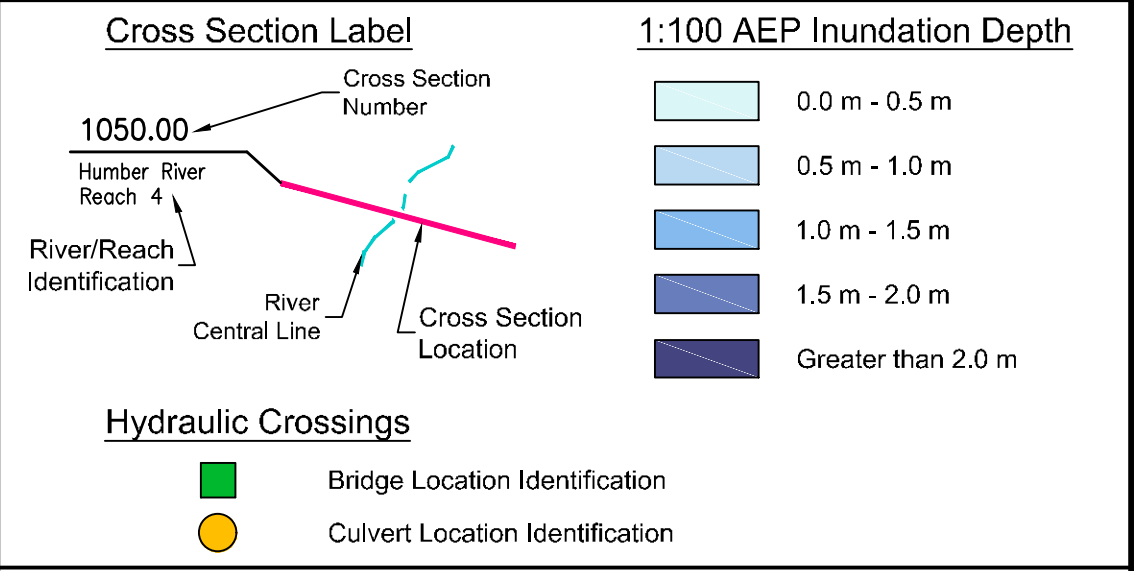 Cross Section Label
Cross Section
Number
1050.00
Humber River
Reach 4
River/Reach
Identification
River
Central Line
Cross Section
Location
1:100 AEP Inundation Depth
0.0 m - 0.5 m
0.5 m - 1.0 m
1.0 m - 1.5 m
1.5 m - 2.0 m
Greater than 2.0 m
Hydraulic Crossings
Bridge Location Identification
Culvert Location Identification